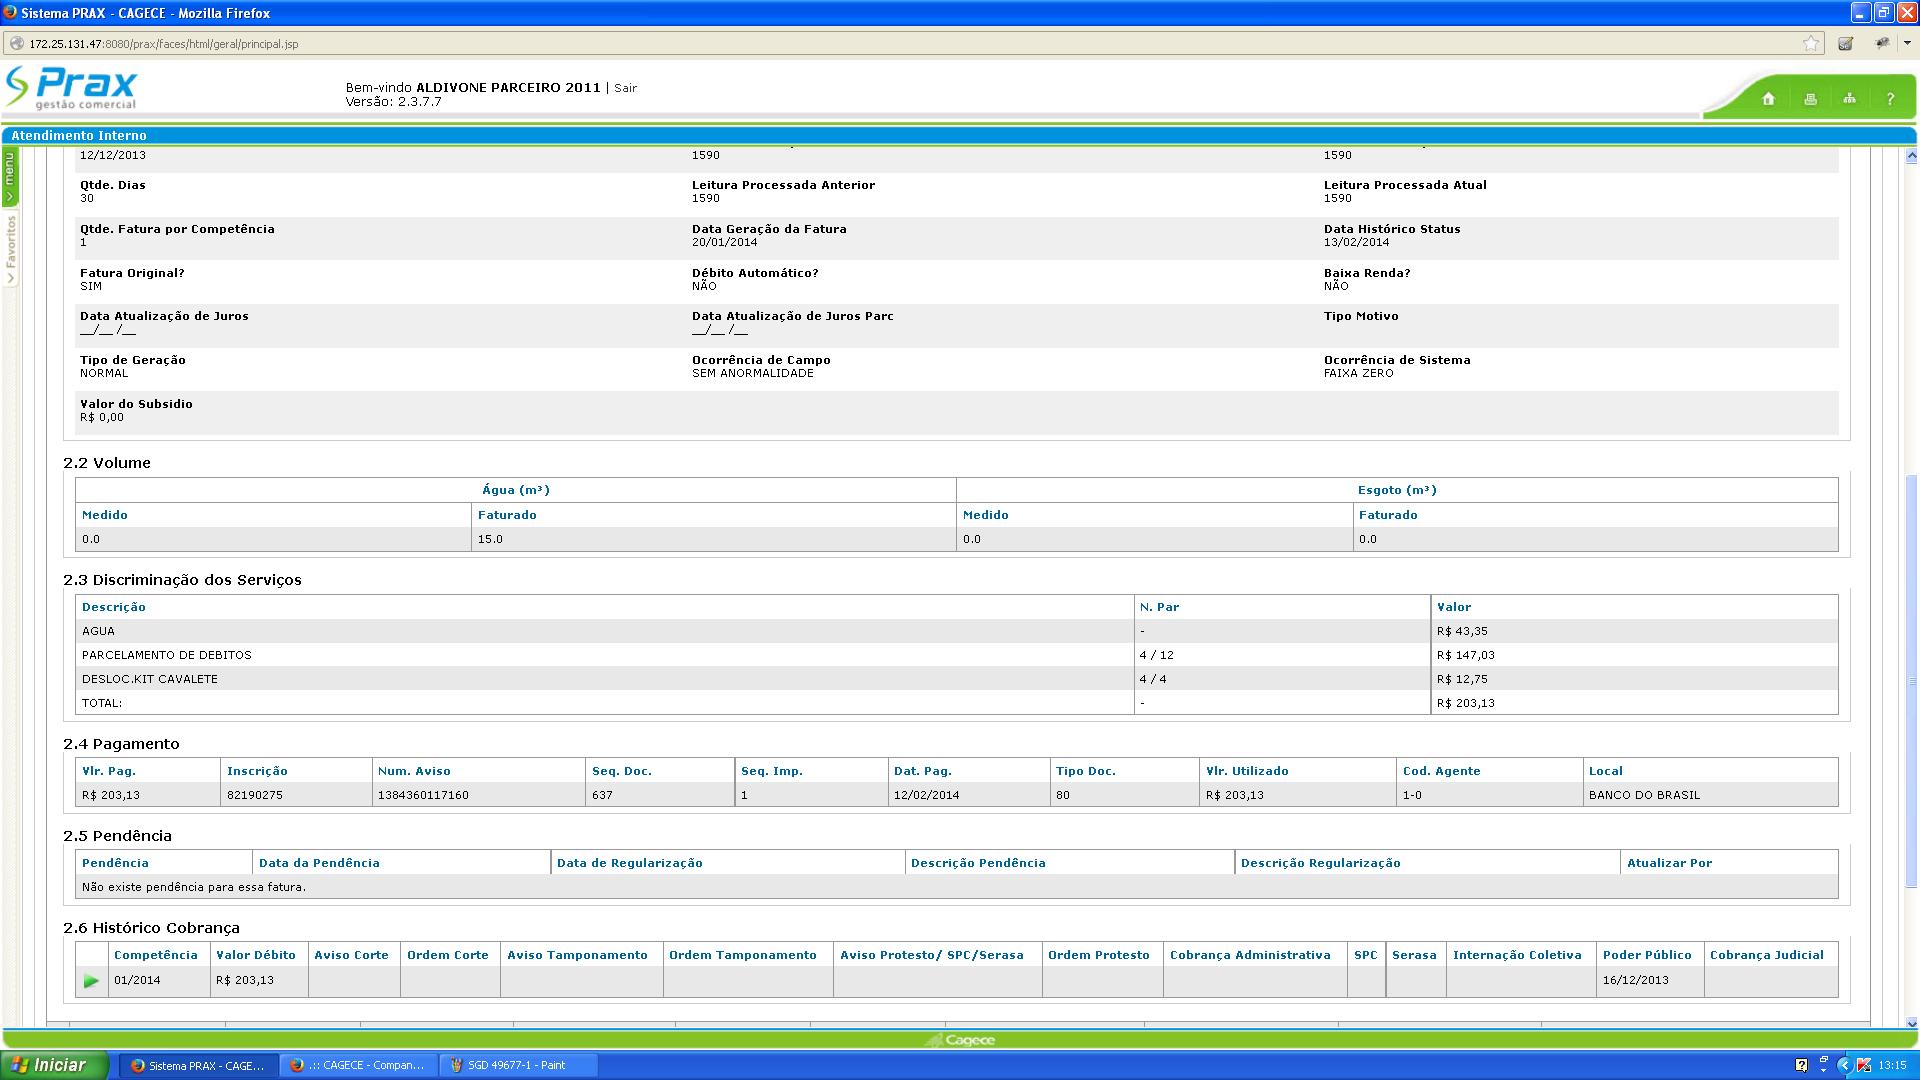 Sistema PRAX - CAGECE - Mozilla Firefox
172.25.131.47:8080/prax/faces/html/geral/principal.jsp
Prax
gestão comercial
Bem-vindo ALDIVONE PARCEIRO 2011 | Sair
Versão: 2.3.7.7
?
Atendimento Interno
menu
Favoritos
12/12/2013 1590 1590
Qtde. Dias Leitura Processada Anterior Leitura Processada Atual
30 1590 1590
Qtde. Fatura por Competência Data Geração da Fatura Data Histórico Status
1 20/01/2014 13/02/2014
Fatura Original? Débito Automático? Baixa Renda?
SIM NÃO NÃO
Data Atualização de Juros Data Atualização de Juros Parc Tipo Motivo
__/__ /__ __/__ /__
Tipo de Geração Ocorrência de Campo Ocorrência de Sistema
NORMAL SEM ANORMALIDADE FAIXA ZERO
Valor do Subsidio
R$ 0,00
2.2 Volume
Água (m³) Esgoto (m³)
Medido Faturado Medido Faturado
0.0 15.0 0.0 0.0
2.3 Discriminação dos Serviços
Descrição N. Par Valor
AGUA - R$ 43,35
PARCELAMENTO DE DEBITOS 4 / 12 R$ 147,03
DESLOC.KIT CAVALETE 4 / 4 R$ 12,75
TOTAL: - R$ 203,13
2.4 Pagamento
Vlr. Pag. Inscrição Num. Aviso Seq. Doc. Seq. Imp. Dat. Pag. Tipo Doc. Vlr. Utilizado Cod. Agente Local
R$ 203,13 82190275 1384360117160 637 1 12/02/2014 80 R$ 203,13 1-0 BANCO DO BRASIL
2.5 Pendência
Pendência Data da Pendência Data de Regularização Descrição Pendência Descrição Regularização Atualizar Por
Não existe pendência para essa fatura.
2.6 Histórico Cobrança
Competência Valor Débito Aviso Corte Ordem Corte Aviso Tamponamento Ordem Tamponamento Aviso Protesto/ SPC/Serasa Ordem Protesto Cobrança Administrativa SPC Serasa Internação Coletiva Poder Público Cobrança Judicial
01/2014 R$ 203,13 16/12/2013
Cagece
Iniciar Sistema PRAX - CAGE... .:: CAGECE - Compan... SGD 49677-1 - Paint 13:15